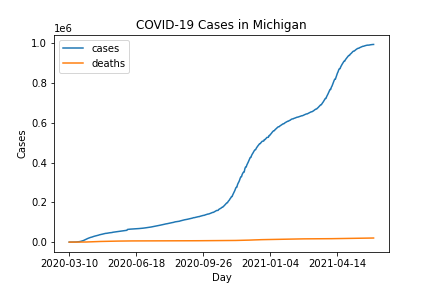 COVID-19 Cases in Michigan
1e6
cases
deaths
1.0
0.8
0.6
0.4
0.2
0.0
Cases
2020-03-10 2020-06-18 2020-09-26 2021-01-04 2021-04-14
Day